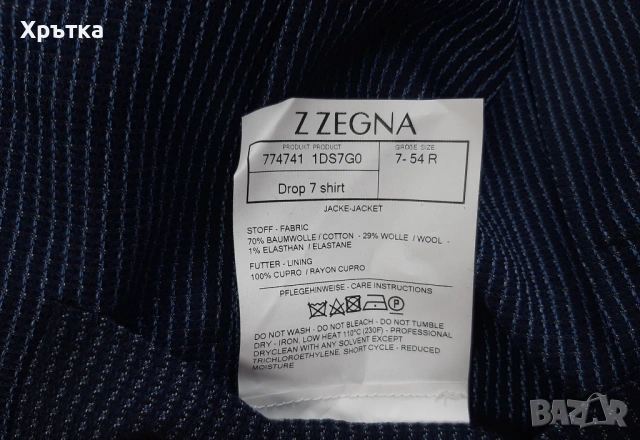 Хрътка
Z ZEGNA
PRODUKT PRODUCT
GRÖßE SIZE
774741 1DS7G0
7- 54 R
Drop 7 shirt
JACKE-JACKET
STOFF - FABRIC
70% BAUMWOLLE / COTTON - 29% WOLLE / WOOL -
1% ELASTHAN / ELASTANE
FUTTER - LINING
100% CUPRO / RAYON CUPRO
PFLEGEHINWEISE - CARE INSTRUCTIONS
P
DO NOT WASH - DO NOT BLEACH - DO NOT TUMBLE
DRY - IRON, LOW HEAT 110°C (230F) - PROFESSIONAL
DRYCLEAN WITH ANY SOLVENT EXCEPT
TRICHLOROETHYLENE, SHORT CYCLE - REDUCED
MOISTURE
BAZAR
bg